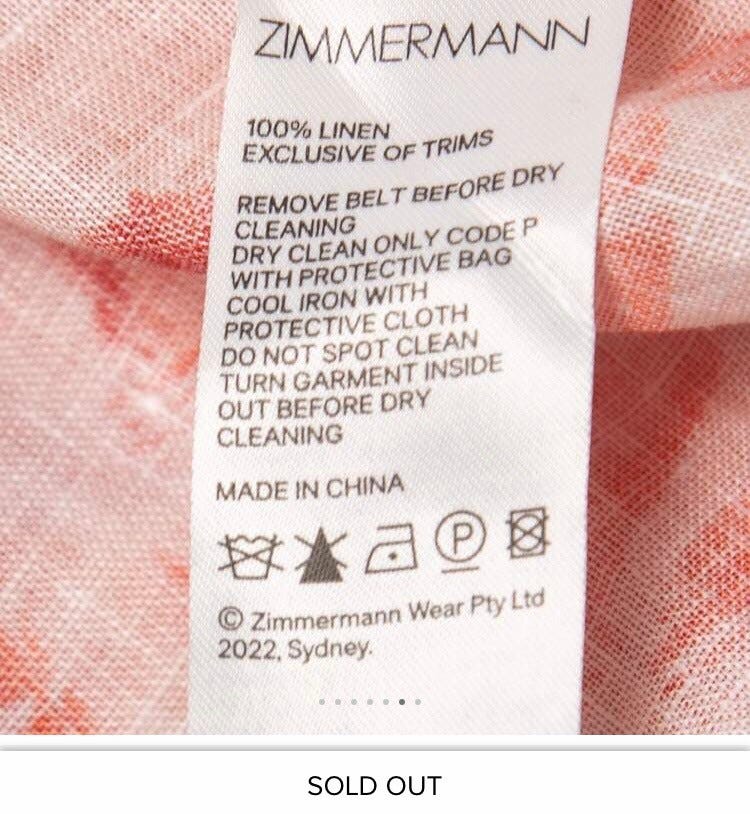 ZIMMERMANN
100% LINEN
EXCLUSIVE OF TRIMS
REMOVE BELT BEFORE DRY
CLEANING
DRY CLEAN ONLY CODE P
WITH PROTECTIVE BAG
COOL IRON WITH
PROTECTIVE CLOTH
DO NOT SPOT CLEAN
TURN GARMENT INSIDE
OUT BEFORE DRY
CLEANING
MADE IN CHINA
P
© Zimmermann Wear Pty Ltd
2022, Sydney.
SOLD OUT